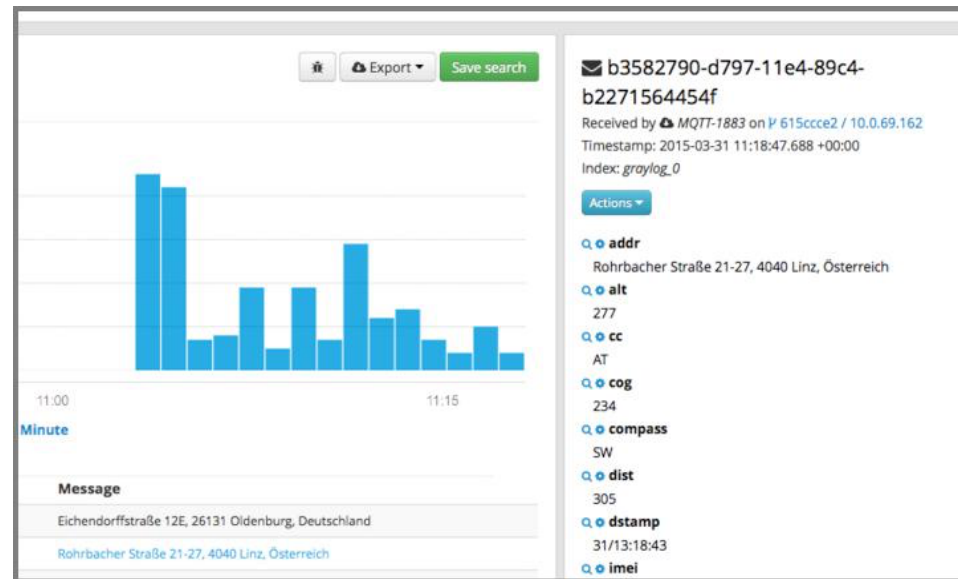 Export
Save search
11:00
11:15
Minute
Message
Eichendorffstraße 12E, 26131 Oldenburg, Deutschland
Rohrbacher Straße 21-27, 4040 Linz, Österreich
b3582790-d797-11e4-89c4-
b2271564454f
Received by MQTT-1883 on 615ccce2 / 10.0.69.162
Timestamp: 2015-03-31 11:18:47.688 +00:00
Index: graylog_0
Actions
addr
Rohrbacher Straße 21-27, 4040 Linz, Österreich
alt
277
cc
AT
cog
234
compass
SW
dist
305
dstamp
31/13:18:43
imei